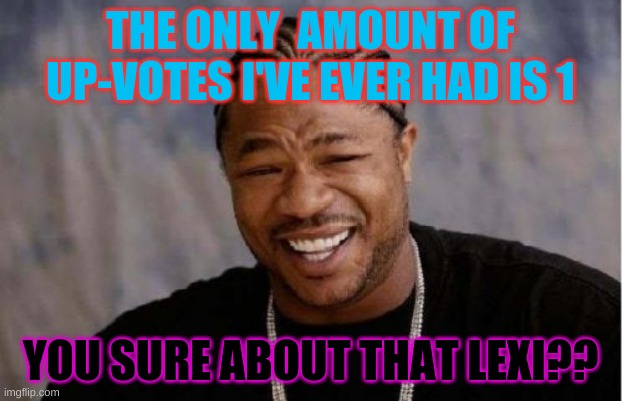 THE ONLY AMOUNT OF
UP-VOTES I'VE EVER HAD IS 1
YOU SURE ABOUT THAT LEXI??
imgflip.com